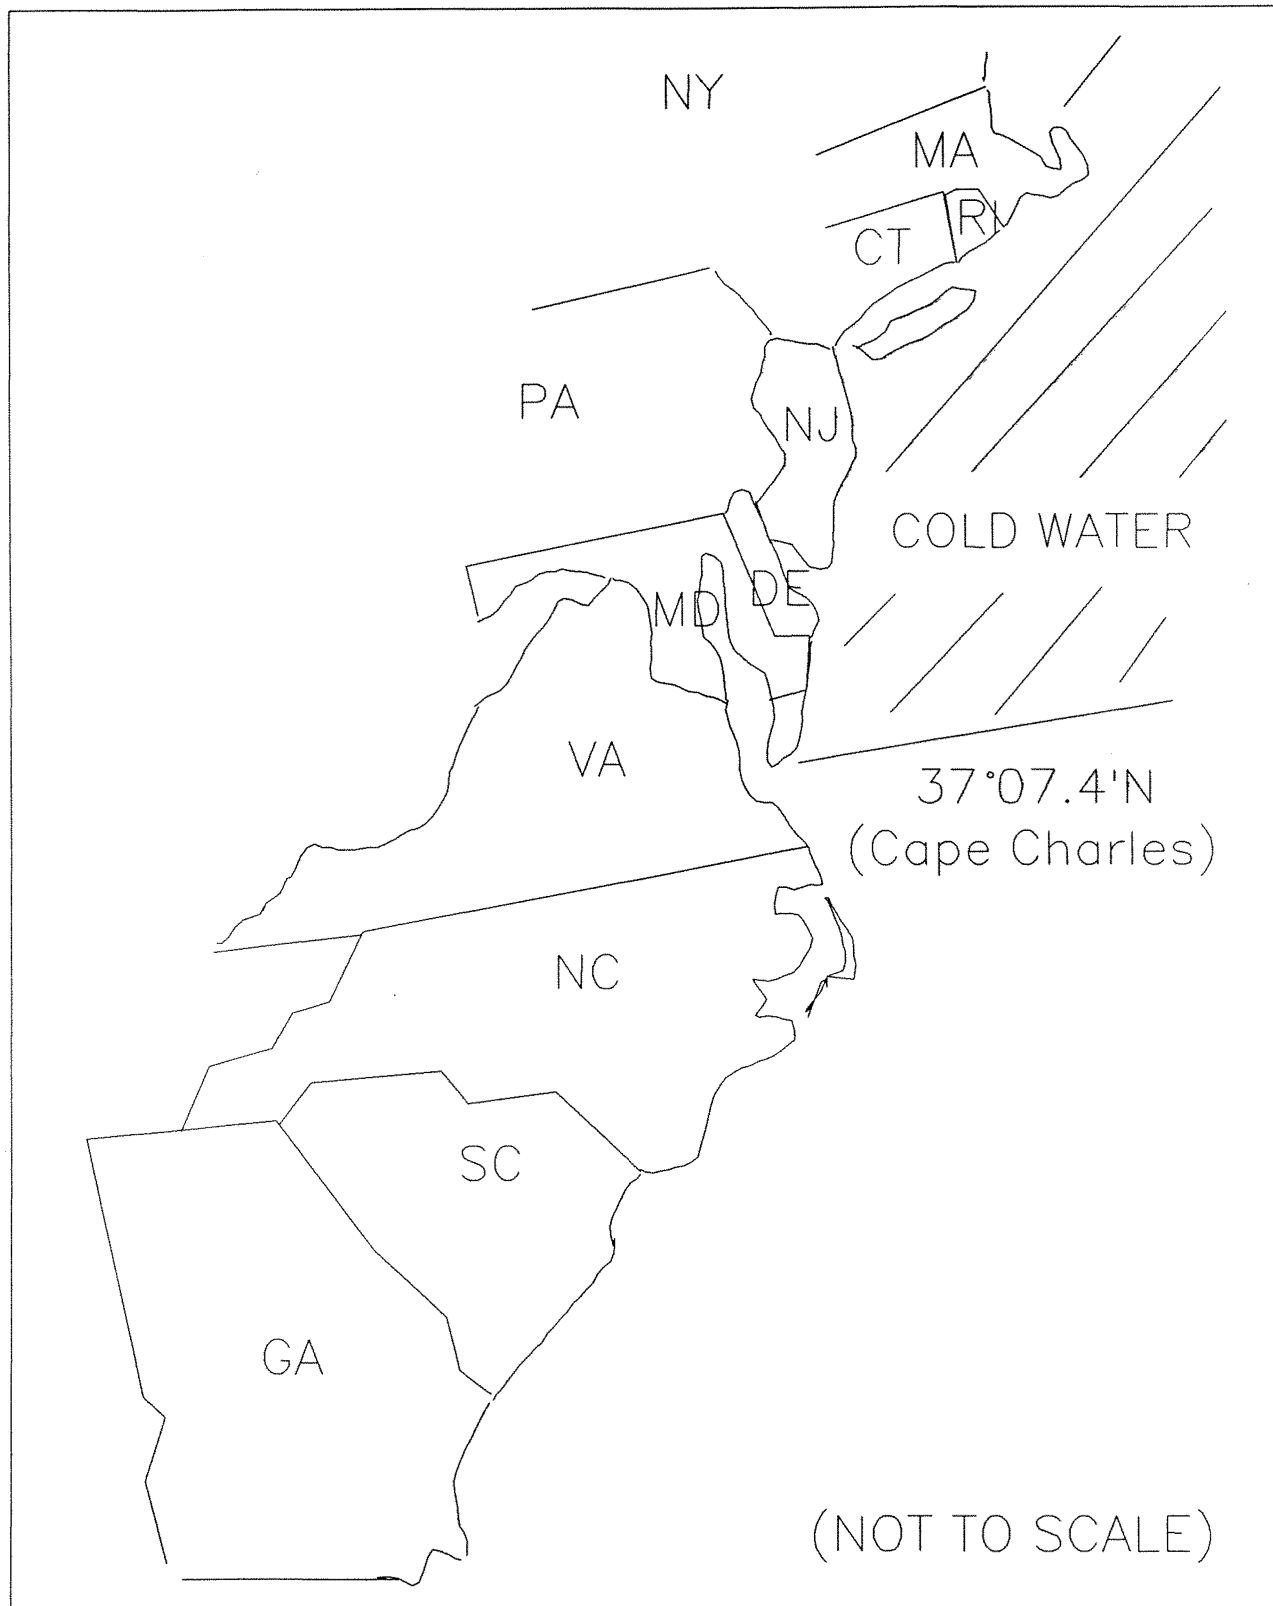 NY
MA
RI
CT
PA
NJ
COLD WATER
DE
MD
VA
37°07.4'N
(Cape Charles)
NC
SC
GA
(NOT TO SCALE)